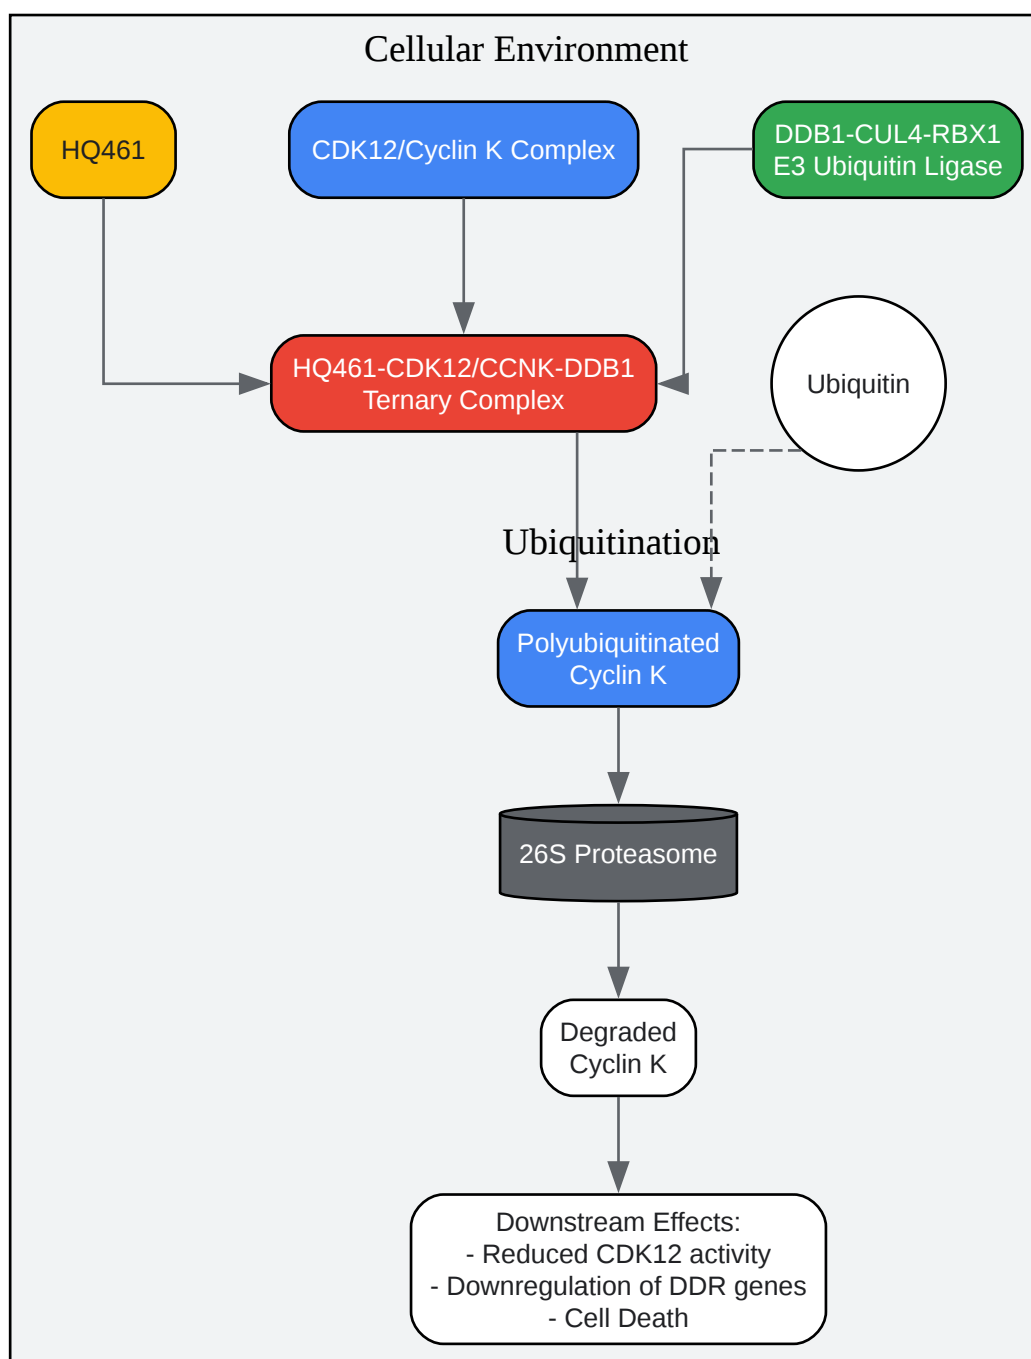 Cellular Environment
HQ461
CDK12/Cyclin K Complex
DDB1-CUL4-RBX1
E3 Ubiquitin Ligase
HQ461-CDK12/CCNK-DDB1
Ternary Complex
Ubiquitin
Ubiquitination
Polyubiquitinated
Cyclin K
26S Proteasome
Degraded
Cyclin K
Downstream Effects:
- Reduced CDK12 activity
- Downregulation of DDR genes
- Cell Death